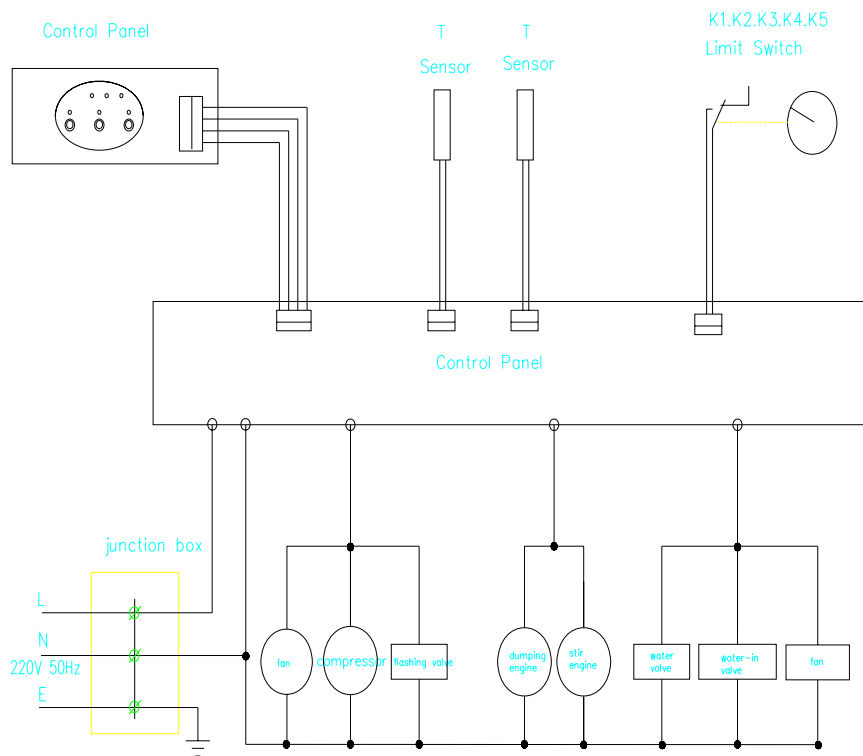 Control Panel
T
Sensor
T
Sensor
K1.K2.K3.K4.K5
Limit Switch
Control Panel
junction box
L
N
220V 50Hz
E
fan
compressor
flashing valve
dumping
engine
stir
engine
water
valve
water-in
valve
fan